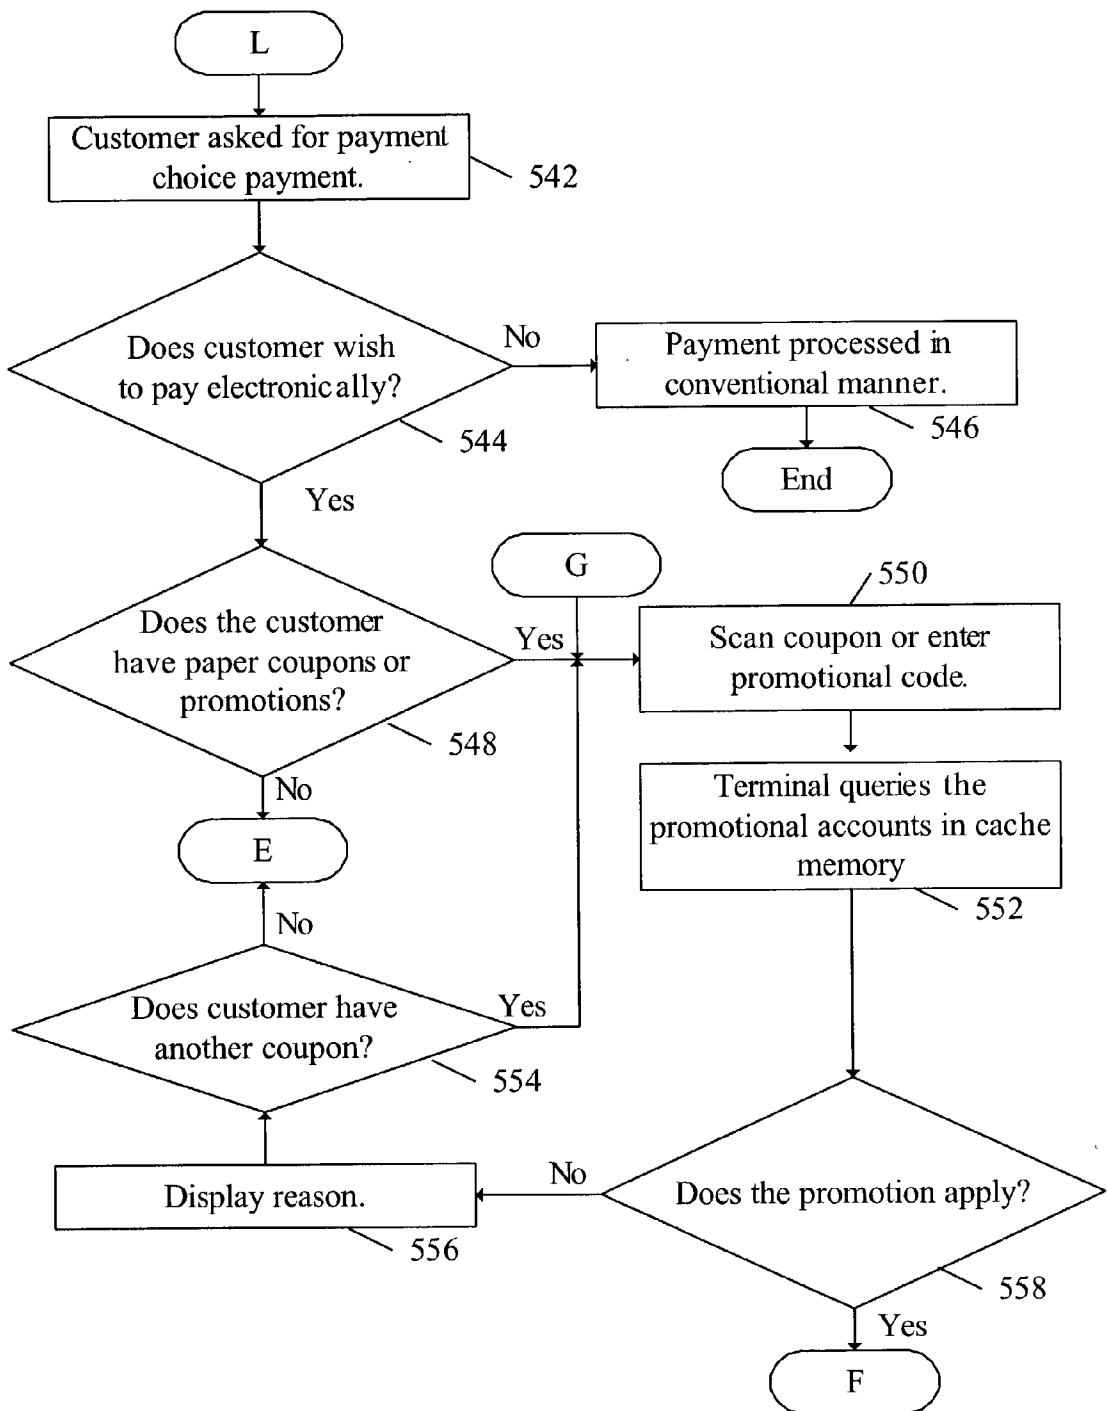 L
Customer asked for payment
choice payment.
542
Does customer wish
to pay electronically?
544
No
Payment processed in
conventional manner.
546
End
Yes
G
550
Does the customer
have paper coupons or
promotions?
548
Yes
Scan coupon or enter
promotional code.
No
E
Terminal queries the
promotional accounts in cache
memory
552
No
Does customer have
another coupon?
554
Yes
Display reason.
556
No
Does the promotion apply?
558
Yes
F